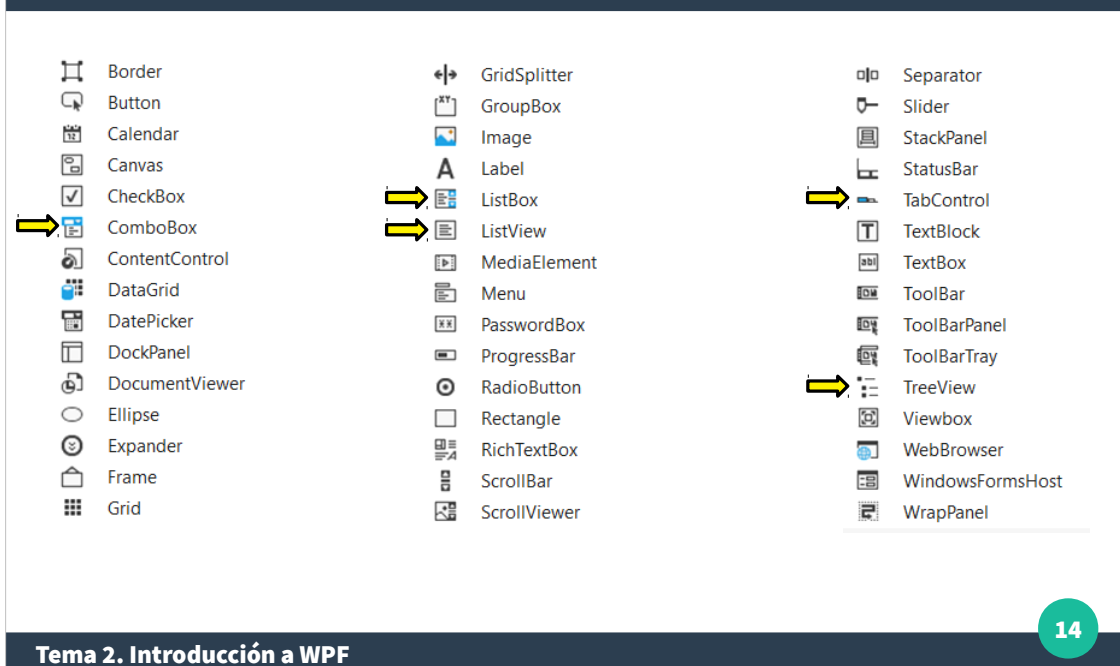 Border
Button
Calendar
Canvas
CheckBox
ComboBox
ContentControl
DataGrid
DatePicker
DockPanel
DocumentViewer
Ellipse
Expander
Frame
Grid
GridSplitter
GroupBox
Image
Label
ListBox
ListView
MediaElement
Menu
PasswordBox
ProgressBar
RadioButton
Rectangle
RichTextBox
ScrollBar
ScrollViewer
Separator
Slider
StackPanel
StatusBar
TabControl
TextBlock
TextBox
ToolBar
ToolBarPanel
ToolBarTray
TreeView
Viewbox
WebBrowser
WindowsFormsHost
WrapPanel
14
Tema 2. Introducción a WPF